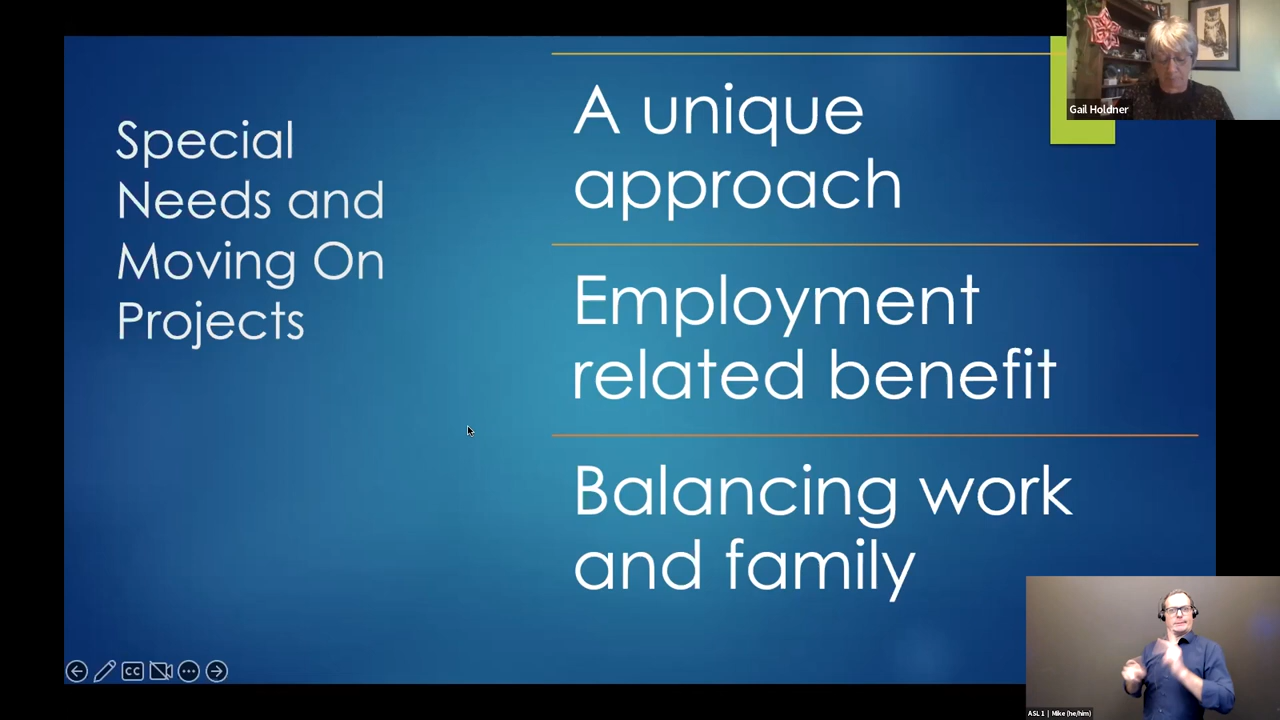 Special
Needs and
Moving On
Projects
A unique
approach
Employment
related benefit
Balancing work
and family
Gail Holdner
CC
ASL 1 | Mike (he/him)